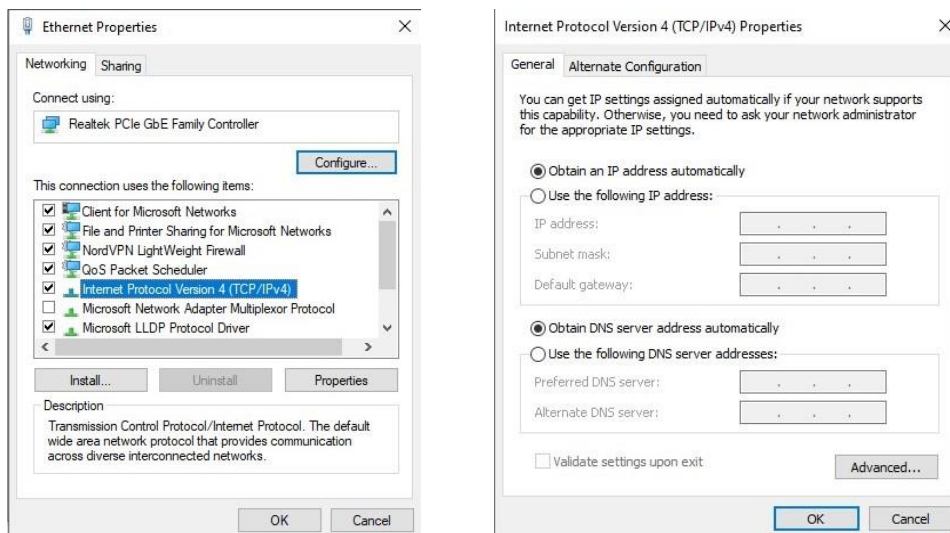 Ethernet Properties
Networking
Sharing
Connect using:
Realtek PCIe GbE Family Controller
Configure...
This connection uses the following items:
Client for Microsoft Networks
File and Printer Sharing for Microsoft Networks
NordVPN LightWeight Firewall
QoS Packet Scheduler
Internet Protocol Version 4 (TCP/IPv4)
Microsoft Network Adapter Multiplexor Protocol
Microsoft LLDP Protocol Driver
Install...
Uninstall
Properties
Description
Transmission Control Protocol/Internet Protocol. The default
wide area network protocol that provides communication
across diverse interconnected networks.
OK
Cancel
Internet Protocol Version 4 (TCP/IPv4) Properties
General
Alternate Configuration
You can get IP settings assigned automatically if your network supports
this capability. Otherwise, you need to ask your network administrator
for the appropriate IP settings.
Obtain an IP address automatically
Use the following IP address:
IP address:
Subnet mask:
Default gateway:
Obtain DNS server address automatically
Use the following DNS server addresses:
Preferred DNS server:
Alternate DNS server:
Validate settings upon exit
Advanced...
OK
Cancel